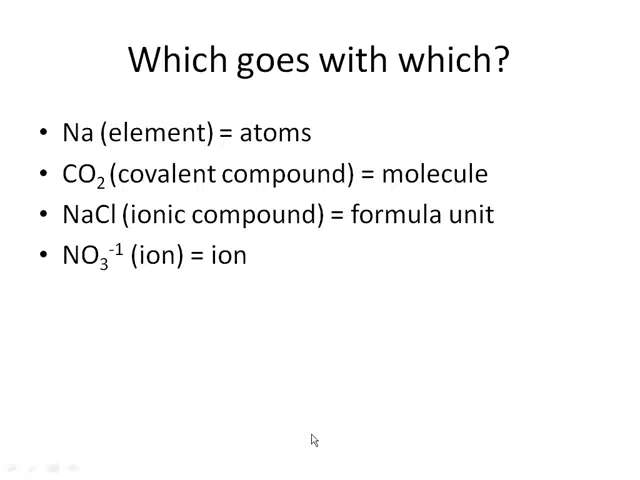 Which goes with which?
• Na (element) = atoms
• CO₂ (covalent compound) = molecule
• NaCl (ionic compound) = formula unit
• NO₃⁻¹ (ion) = ion